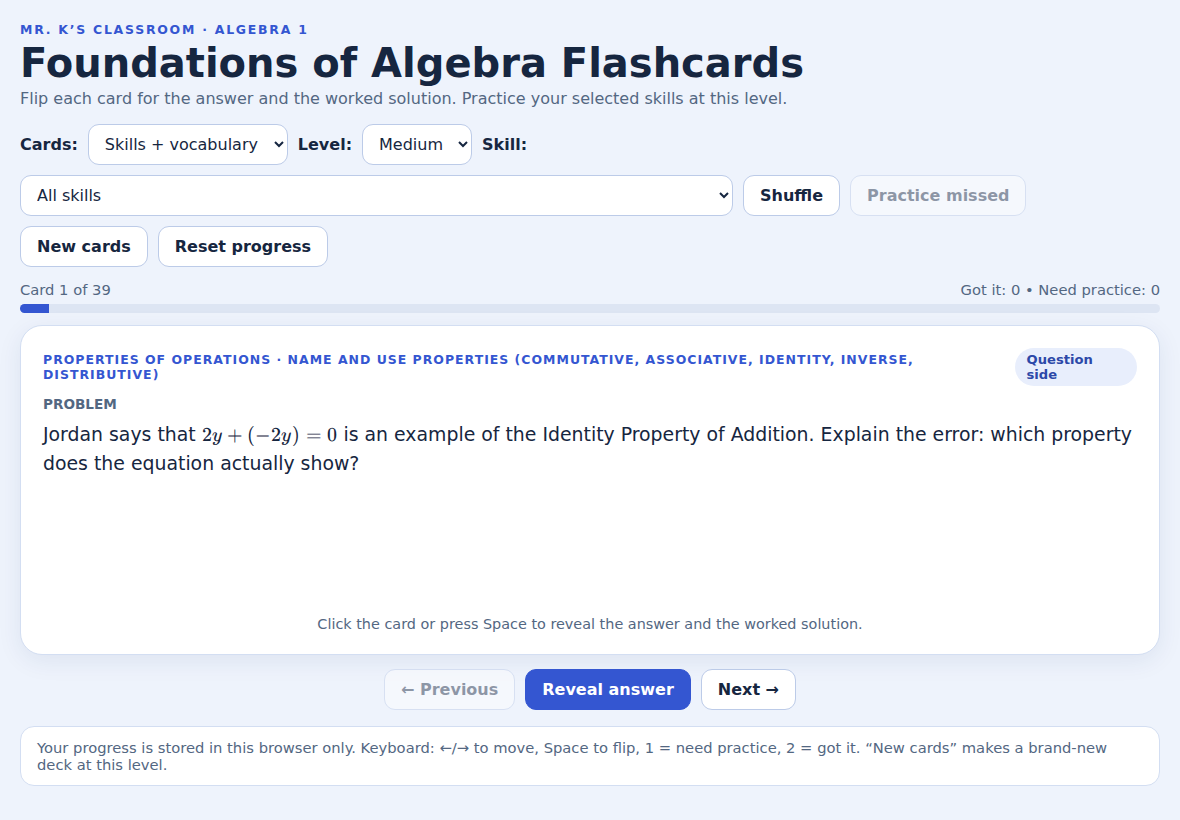 MR. K’S CLASSROOM · ALGEBRA 1
Foundations of Algebra Flashcards
Flip each card for the answer and the worked solution. Practice your selected skills at this level.
Cards: Skills + vocabulary Level: Medium Skill:
All skills Shuffle Practice missed
New cards Reset progress
Card 1 of 39 Got it: 0 • Need practice: 0
PROPERTIES OF OPERATIONS · NAME AND USE PROPERTIES (COMMUTATIVE, ASSOCIATIVE, IDENTITY, INVERSE,
DISTRIBUTIVE)
Question
side
PROBLEM
Jordan says that 2y + (−2y) = 0 is an example of the Identity Property of Addition. Explain the error: which property
does the equation actually show?
Click the card or press Space to reveal the answer and the worked solution.
← Previous Reveal answer Next →
Your progress is stored in this browser only. Keyboard: ←/→ to move, Space to flip, 1 = need practice, 2 = got it. “New cards” makes a brand-new
deck at this level.